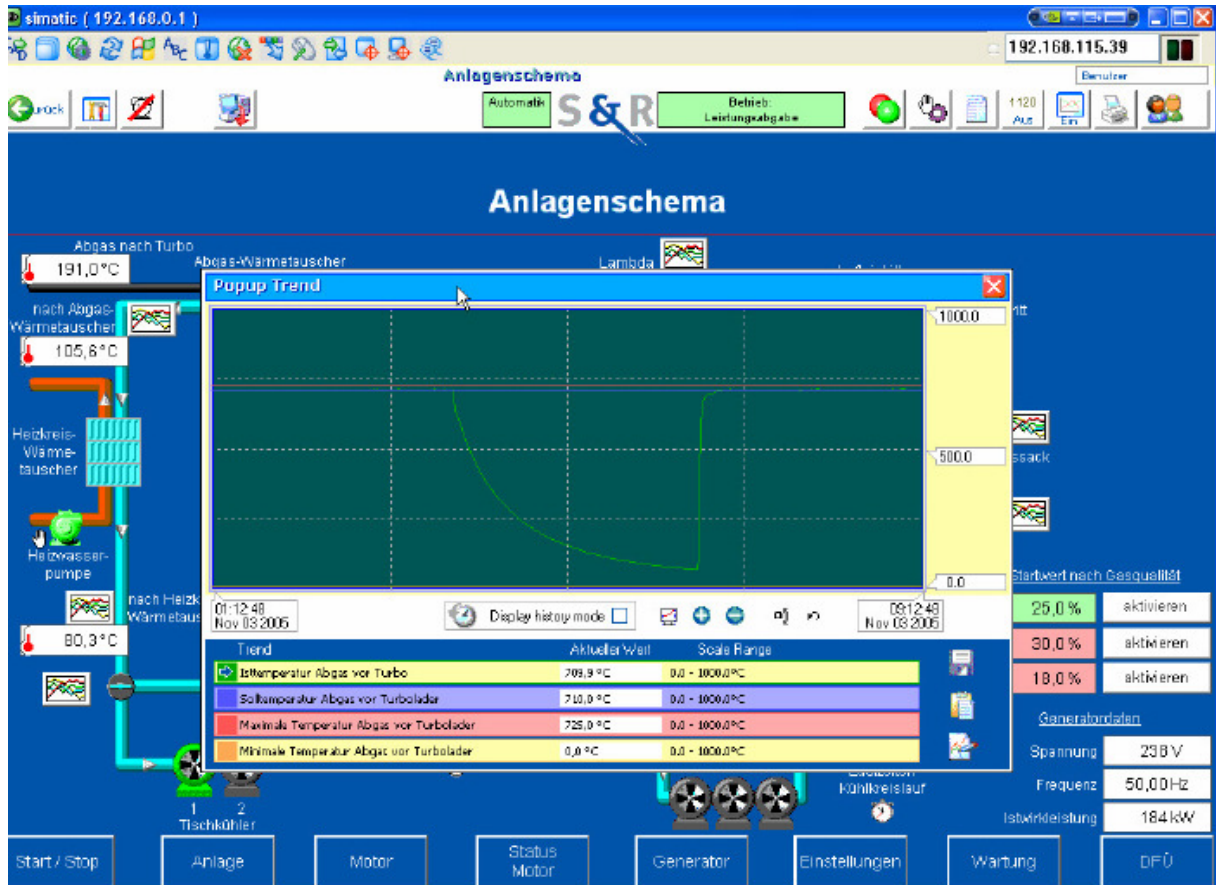 simatic ( 192.168.0.1 )
192.168.115.39
Anlagenschema
Benutzer
zurück
Automatik
S & R
Betrieb:
Leistungsabgabe
1120
Aus
Ein
Anlagenschema
Abgas nach Turbo
191,0°C
Abgas-Wärmetauscher
Lambda
nach Abgas-
Wärmetauscher
105,6°C
Heizkreis-
Wärme-
tauscher
Heizwasser-
pumpe
nach Heizk
Wärmetaus
80,3°C
Popup Trend
1000.0
500.0
0.0
01:12:48
Nov 03 2005
Display history mode
09:12:48
Nov 03 2005
Trend Aktueller Wert Scale Range
Isttemperatur Abgas vor Turbo 709,9 °C 0.0 - 1000.0°C
Solltemperatur Abgas vor Turbolader 710,0 °C 0.0 - 1000.0°C
Maximale Temperatur Abgas vor Turbolader 725,0 °C 0.0 - 1000.0°C
Minimale Temperatur Abgas vor Turbolader 0,0 °C 0.0 - 1000.0°C
ssack
Startwert nach Gasqualität
25,0 % aktivieren
30,0 % aktivieren
18,0 % aktivieren
Generatordaten
Spannung 238 V
Frequenz 50,00 Hz
Istwirkleistung 184 kW
1 2
Tischkühler
Kühlkreislauf
Start / Stop
Anlage
Motor
Status
Motor
Generator
Einstellungen
Wartung
DFÜ